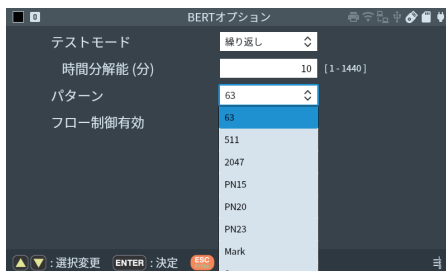 0 BERTオプション
テストモード 繰り返し
時間分解能 (分) 10 [1 - 1440]
パターン 63
フロー制御有効 63
511
2047
PN15
PN20
PN23
Mark
:選択変更 ENTER :決定 ESC